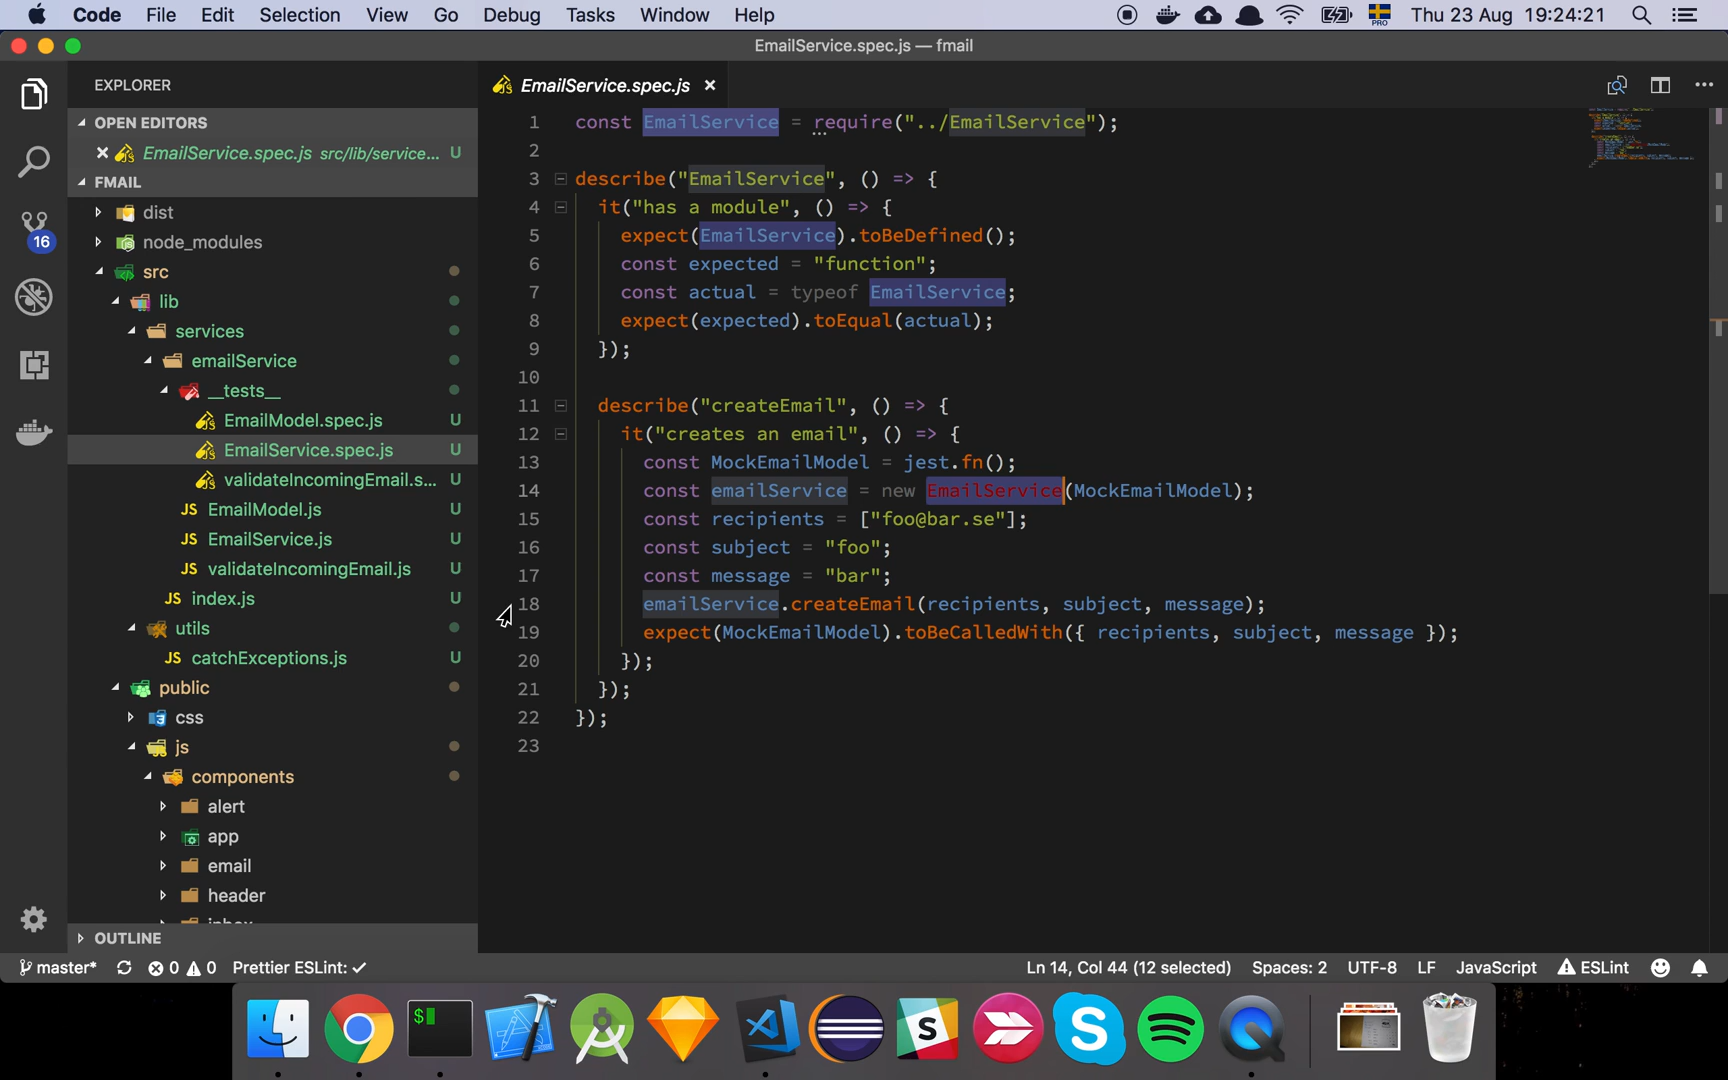 Code File Edit Selection View Go Debug Tasks Window Help
PRO Thu 23 Aug 19:24:21
EmailService.spec.js — fmail
EXPLORER
OPEN EDITORS
EmailService.spec.js src/lib/service... U
FMAIL
dist
node_modules
src
lib
services
emailService
__tests__
EmailModel.spec.js U
EmailService.spec.js U
validateIncomingEmail.s... U
JS EmailModel.js U
JS EmailService.js U
JS validateIncomingEmail.js U
JS index.js U
utils
JS catchExceptions.js U
public
css
js
components
alert
app
email
header
OUTLINE
16
EmailService.spec.js
1 const EmailService = require("../EmailService");
2
3 describe("EmailService", () => {
4 it("has a module", () => {
5 expect(EmailService).toBeDefined();
6 const expected = "function";
7 const actual = typeof EmailService;
8 expect(expected).toEqual(actual);
9 });
10
11 describe("createEmail", () => {
12 it("creates an email", () => {
13 const MockEmailModel = jest.fn();
14 const emailService = new EmailService(MockEmailModel);
15 const recipients = ["foo@bar.se"];
16 const subject = "foo";
17 const message = "bar";
18 emailService.createEmail(recipients, subject, message);
19 expect(MockEmailModel).toBeCalledWith({ recipients, subject, message });
20 });
21 });
22 });
23
master* 0 0 Prettier ESLint: ✓ Ln 14, Col 44 (12 selected) Spaces: 2 UTF-8 LF JavaScript ESLint
$
S
S